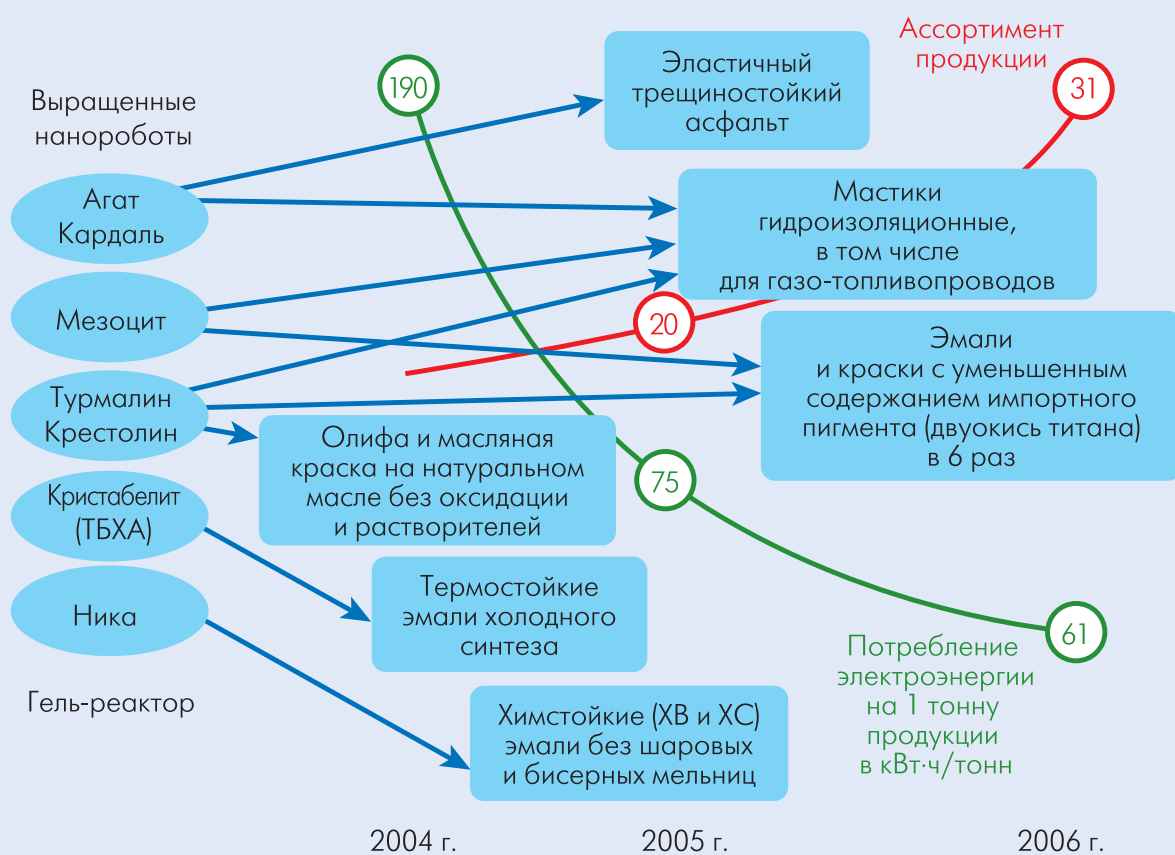 Выращенные
нанороботы
Агат
Кардаль
Мезоцит
Турмалин
Крестолин
Кристабелит
(ТБХА)
Ника
Гель-реактор
190
Эластичный
трещиностойкий
асфальт
Ассортимент
продукции
31
Мастики
гидроизоляционные,
в том числе
для газо-топливопроводов
20
Эмали
и краски с уменьшенным
содержанием импортного
пигмента (двуокись титана)
в 6 раз
Олифа и масляная
краска на натуральном
масле без оксидации
и растворителей
75
Термостойкие
эмали холодного
синтеза
61
Потребление
электроэнергии
на 1 тонну
продукции
в кВт·ч/тонн
Химстойкие (ХВ и ХС)
эмали без шаровых
и бисерных мельниц
2004 г.
2005 г.
2006 г.